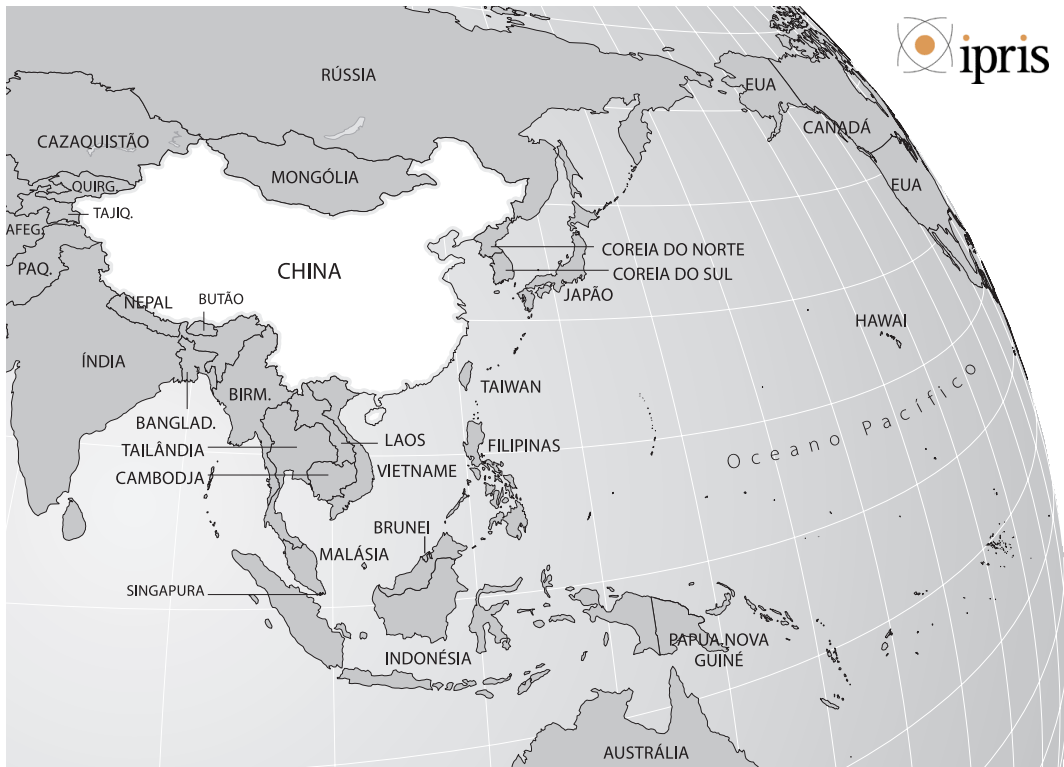 ipris
RÚSSIA
EUA
CANADÁ
CAZAQUISTÃO
MONGÓLIA
EUA
QUIRG.
TAJIQ.
AFEG.
COREIA DO NORTE
PAQ.
CHINA
COREIA DO SUL
JAPÃO
NEPAL
BUTÃO
HAWAI
ÍNDIA
TAIWAN
BIRM.
Oceano Pacífico
BANGLAD.
LAOS
FILIPINAS
TAILÂNDIA
CAMBODJA
VIETNAME
BRUNEI
MALÁSIA
SINGAPURA
PAPUA-NOVA
GUINÉ
INDONÉSIA
AUSTRÁLIA